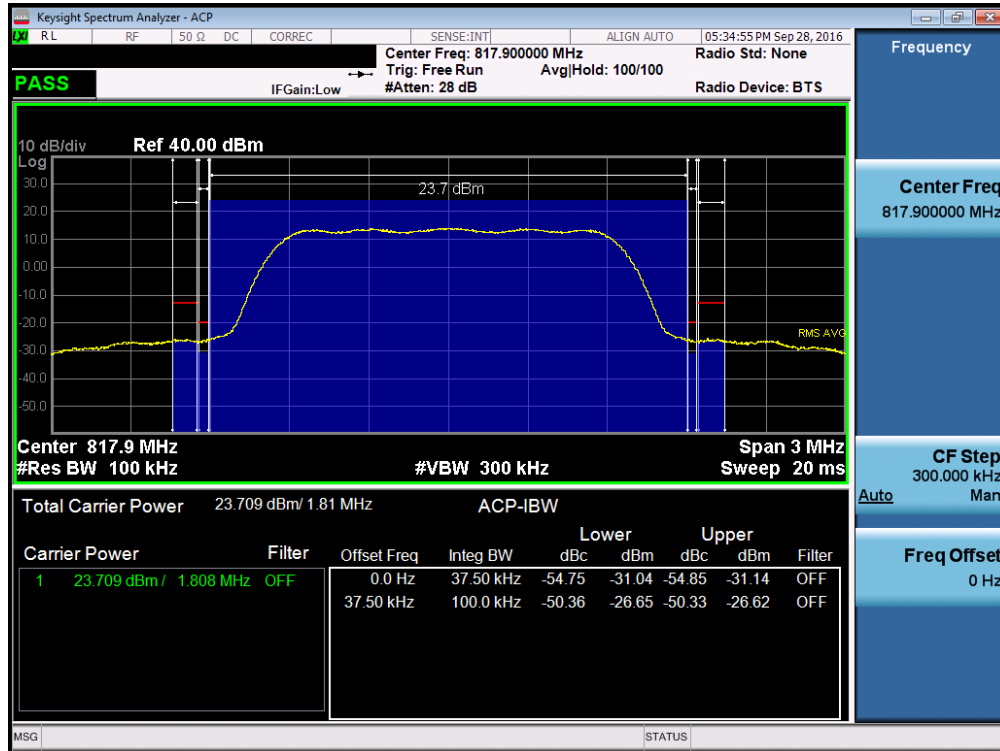 Keysight Spectrum Analyzer - ACP
LXI RL RF 50 Ω DC CORREC SENSE:INT ALIGN AUTO 05:34:55 PM Sep 28, 2016
Center Freq: 817.900000 MHz Radio Std: None
Trig: Free Run Avg|Hold: 100/100
PASS IFGain:Low #Atten: 28 dB Radio Device: BTS
Frequency
10 dB/div Ref 40.00 dBm
Log
30.0
23.7 dBm
20.0
10.0
0.00
-10.0
-20.0
RMS AVG
-30.0
-40.0
-50.0
Center 817.9 MHz Span 3 MHz
#Res BW 100 kHz #VBW 300 kHz Sweep 20 ms
Center Freq
817.900000 MHz
CF Step
300.000 kHz
Auto Man
Freq Offset
0 Hz
Total Carrier Power 23.709 dBm/ 1.81 MHz ACP-IBW
Lower Upper
Carrier Power Filter Offset Freq Integ BW dBc dBm dBc dBm Filter
1 23.709 dBm / 1.808 MHz OFF 0.0 Hz 37.50 kHz -54.75 -31.04 -54.85 -31.14 OFF
37.50 kHz 100.0 kHz -50.36 -26.65 -50.33 -26.62 OFF
MSG STATUS